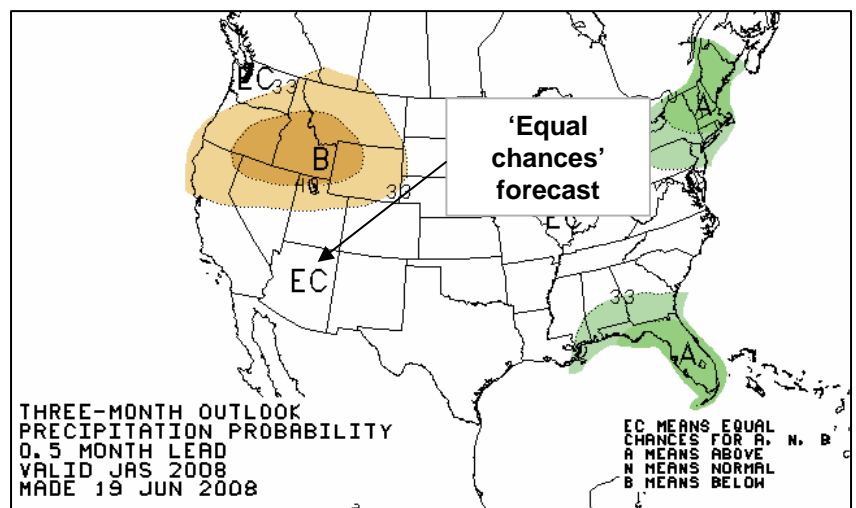 EC
33
A
'Equal
chances'
forecast
B
40
EC
EC
33
A
THREE-MONTH OUTLOOK
PRECIPITATION PROBABILITY
0.5 MONTH LEAD
VALID JAS 2008
MADE 19 JUN 2008
EC MEANS EQUAL
CHANCES FOR A, N, B
A MEANS ABOVE
N MEANS NORMAL
B MEANS BELOW